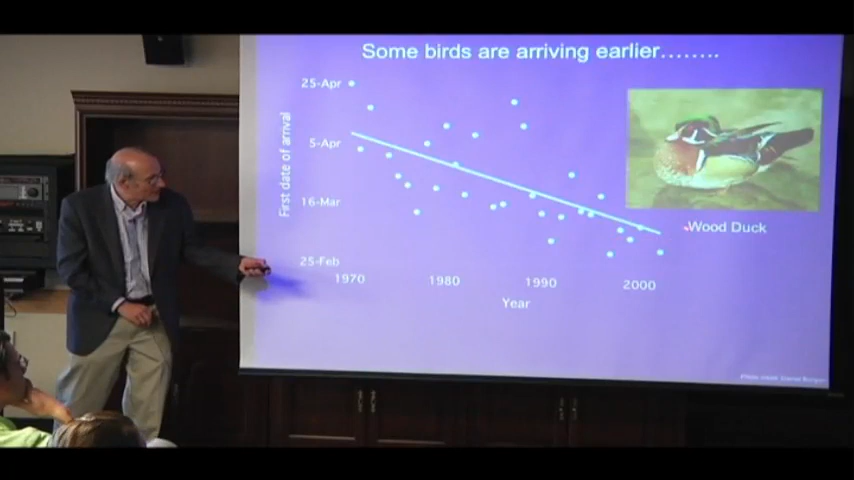 Some birds are arriving earlier........
25-Apr
5-Apr
16-Mar
25-Feb
First date of arrival
1970
1980
1990
2000
Year
Wood Duck